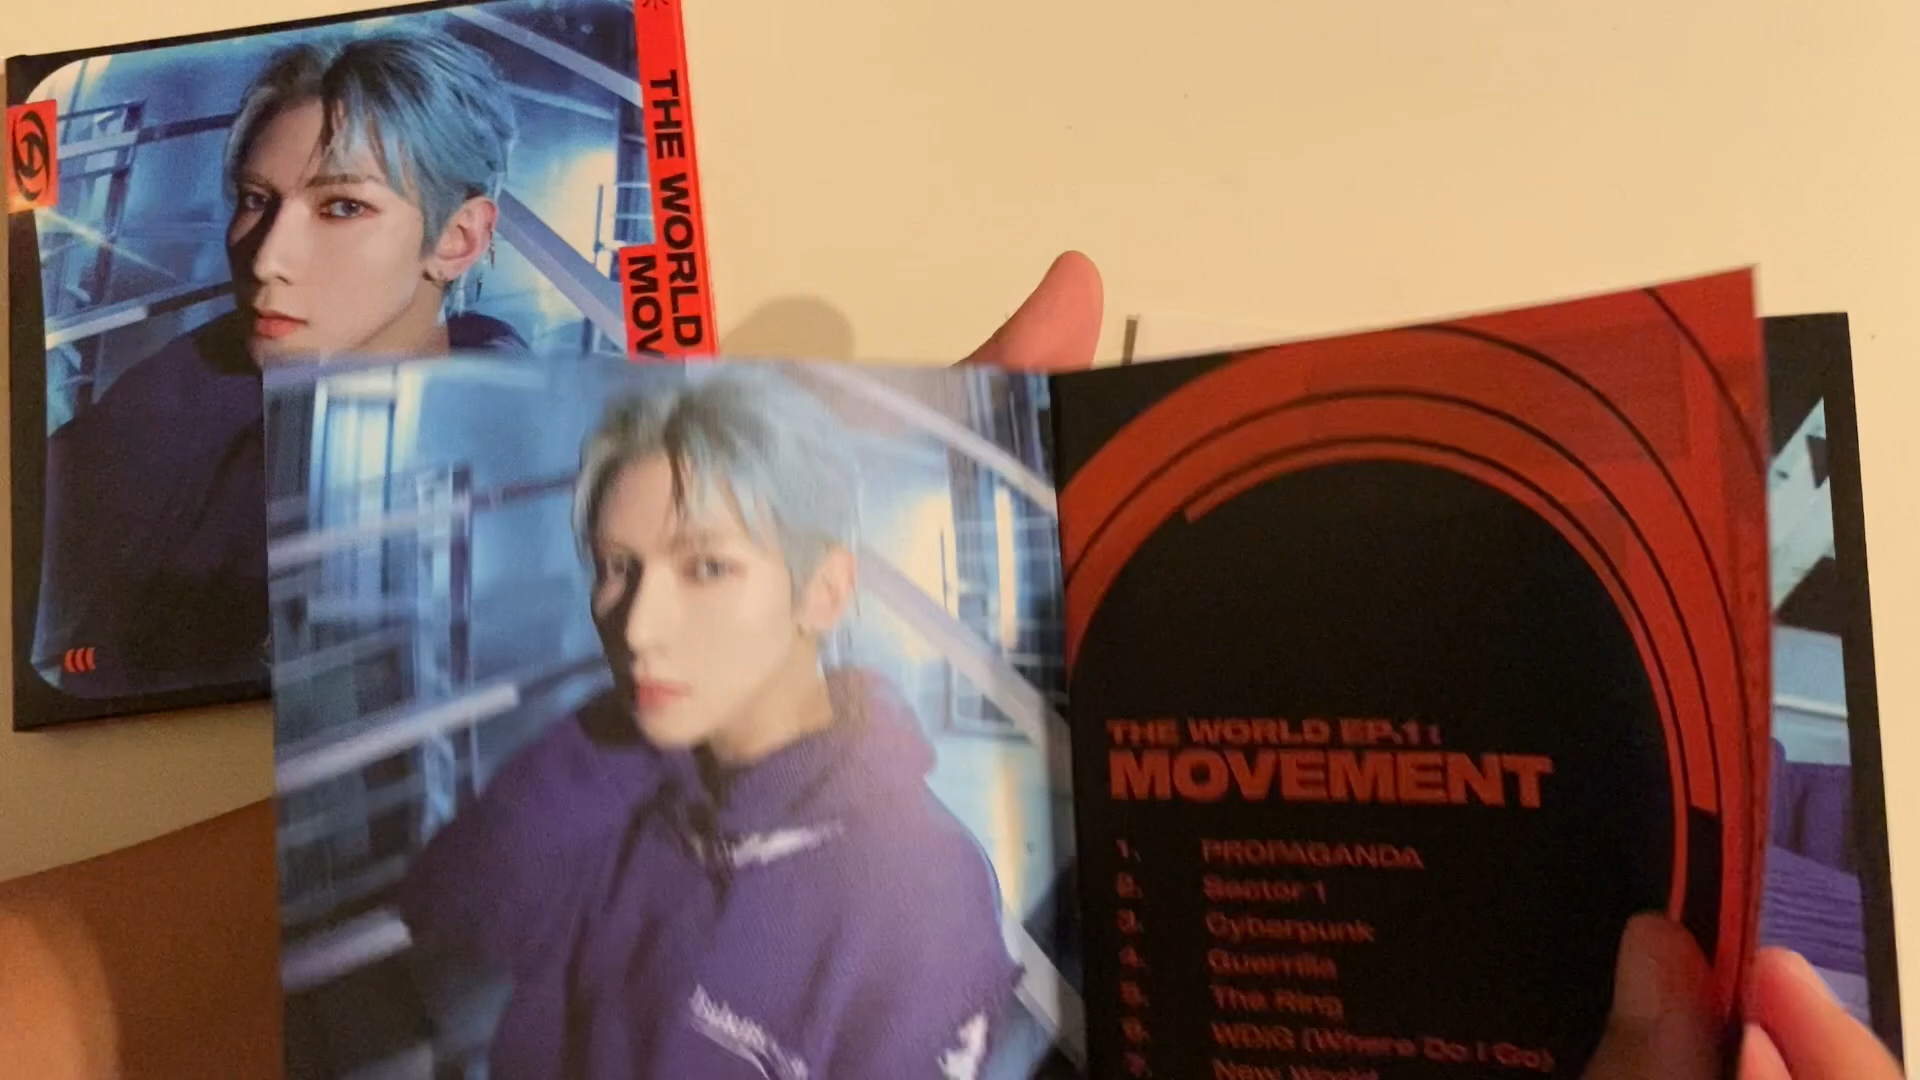 THE WORLD
MOV
THE WORLD EP.1:
MOVEMENT
1. PROPAGANDA
2. Sector 1
3. Cyberpunk
4. Guerrilla
5. The Ring
6. WDIG (Where Do I Go)
7. New World